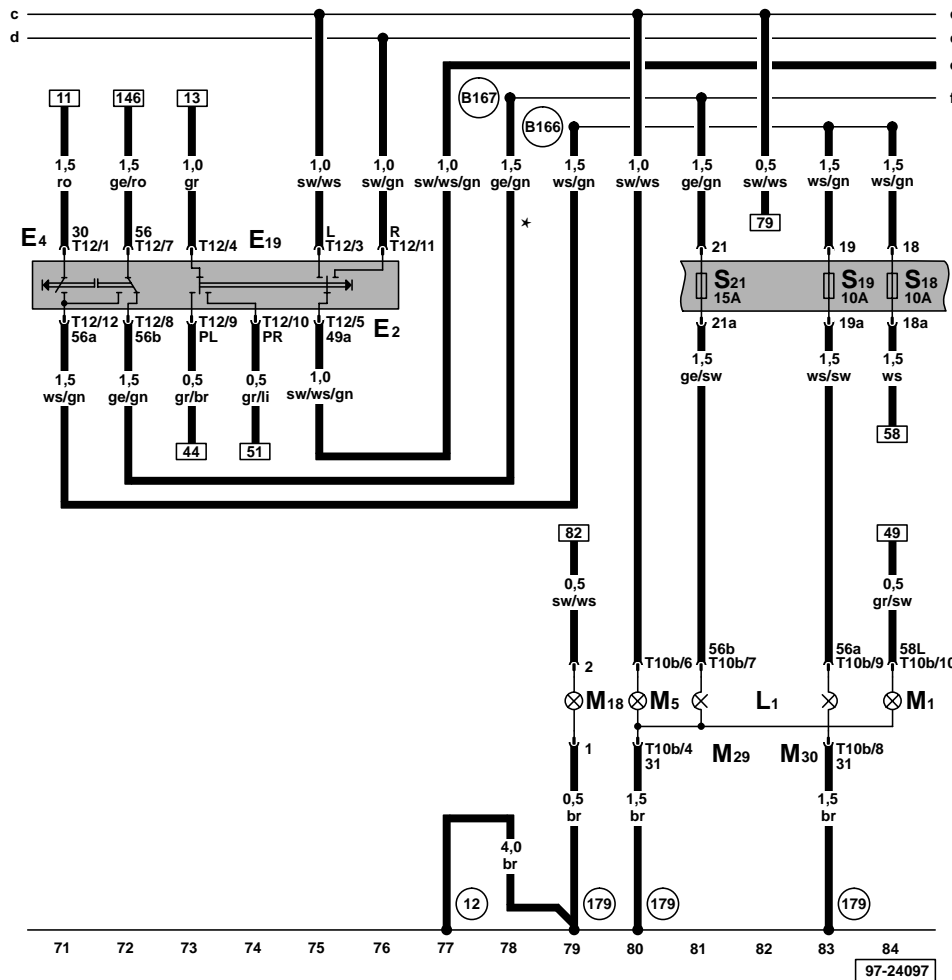 c
d
11 146 13
B167
B166
1,5 1,5 1,0 1,0 1,0 1,0 1,5 1,5 1,0 1,5 0,5 1,5 1,5
ro ge/ro gr sw/ws sw/gn sw/ws/gn ge/gn ws/gn sw/ws ge/gn sw/ws ws/gn ws/gn
79
E4 30 56 E19 L R 21 19 18
T12/1 T12/7 T12/4 T12/3 T12/11
S21 S19 S18
15A 10A 10A
T12/12 T12/8 T12/9 T12/10 T12/5 E2 21a 19a 18a
56a 56b PL PR 49a
1,5 1,5 0,5 0,5 1,0 1,5 1,5 1,5
ws/gn ge/gn gr/br gr/li sw/ws/gn ge/sw ws/sw ws
44 51 58
82 49
0,5 0,5
sw/ws gr/sw
56b 56a 58L
2 T10b/6 T10b/7 T10b/9 T10b/10
M18 M5 L1 M1
1 T10b/4 M29 M30 T10b/8
31 31
0,5 1,5 1,5
br br br
4,0
br
12 179 179 179
71 72 73 74 75 76 77 78 79 80 81 82 83 84
97-24097